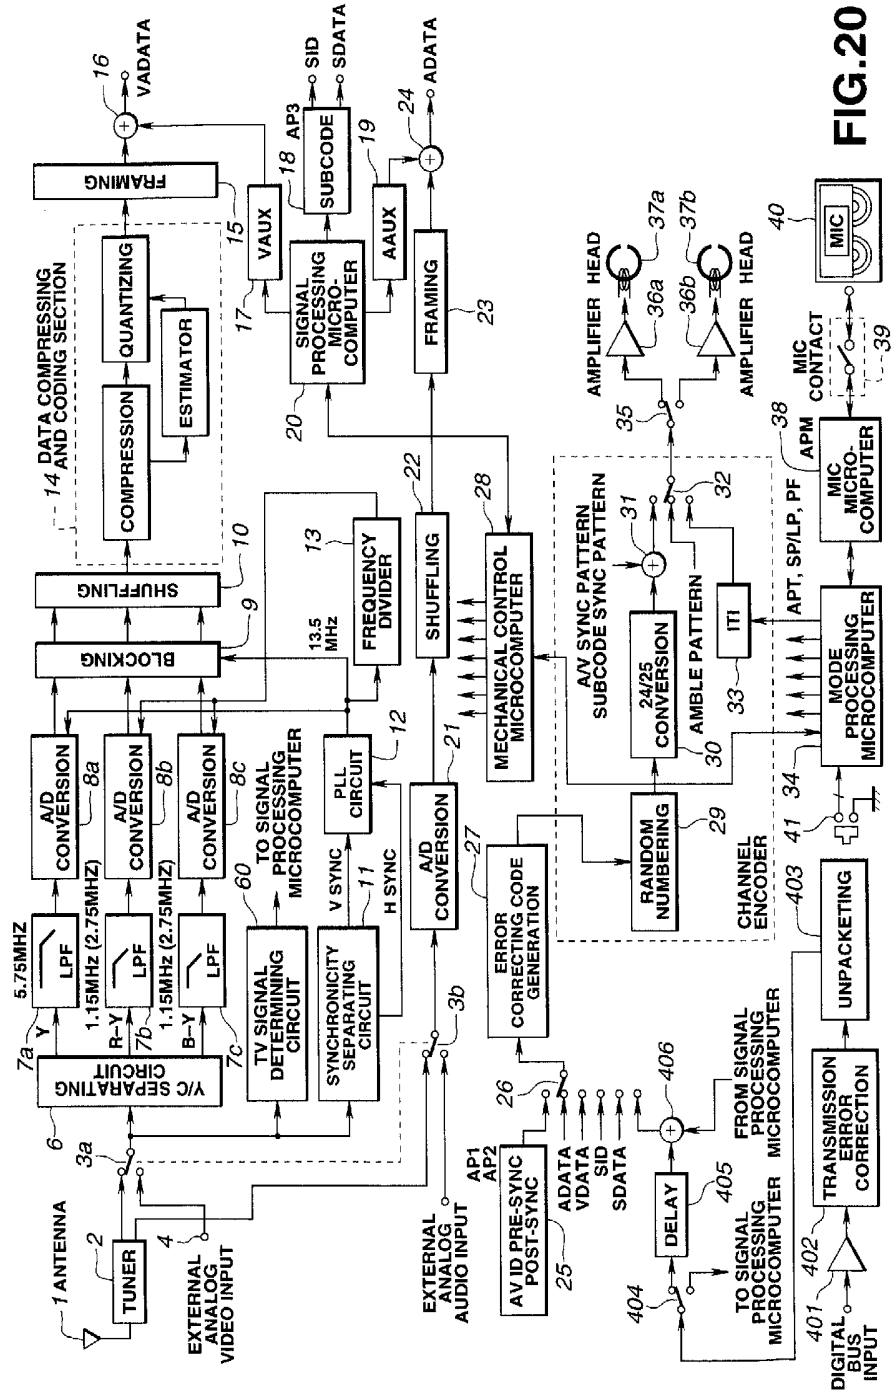 FIG.20
1 ANTENNA
2
TUNER
4
EXTERNAL
ANALOG
VIDEO INPUT
3a
6
Y/C SEPARATING
CIRCUIT
Y
R–Y
B–Y
7a
7b
7c
5.75MHZ
LPF
1.15MHz (2.75MHZ)
LPF
1.15MHz (2.75MHZ)
LPF
A/D
CONVERSION
8a
A/D
CONVERSION
8b
A/D
CONVERSION
8c
BLOCKING
9
SHUFFLING
10
DATA COMPRESSING
AND CODING SECTION
14
COMPRESSION
QUANTIZING
ESTIMATOR
FRAMING
15
16
VADATA
TV SIGNAL
DETERMINING
CIRCUIT
60
TO SIGNAL
PROCESSING
MICROCOMPUTER
SYNCHRONICITY
SEPARATING
CIRCUIT
11
V SYNC
H SYNC
PLL
CIRCUIT
12
13.5
MHz
FREQUENCY
DIVIDER
13
VAUX
17
SIGNAL
PROCESSING
MICRO-
COMPUTER
20
AP3
SUBCODE
18
SID
SDATA
AAUX
19
24
ADATA
EXTERNAL
ANALOG
AUDIO INPUT
3b
A/D
CONVERSION
21
SHUFFLING
22
FRAMING
23
MECHANICAL CONTROL
MICROCOMPUTER
28
AP1
AP2
AV ID PRE-SYNC
POST-SYNC
25
26
ADATA
VDATA
SID
SDATA
ERROR
CORRECTING CODE
GENERATION
27
CHANNEL
ENCODER
RANDOM
NUMBERING
29
24/25
CONVERSION
30
A/V SYNC PATTERN
SUBCODE SYNC PATTERN
31
AMBLE PATTERN
32
ITI
33
35
AMPLIFIER
HEAD
36a
37a
36b
37b
AMPLIFIER
HEAD
404
DELAY
405
406
TO SIGNAL
PROCESSING
MICROCOMPUTER
FROM SIGNAL
PROCESSING
MICROCOMPUTER
DIGITAL
BUS
INPUT
401
402
TRANSMISSION
ERROR
CORRECTION
UNPACKETING
403
41
34
MODE
PROCESSING
MICROCOMPUTER
APT, SP/LP, PF
APM
38
MIC
MICRO-
COMPUTER
MIC
CONTACT
39
MIC
40